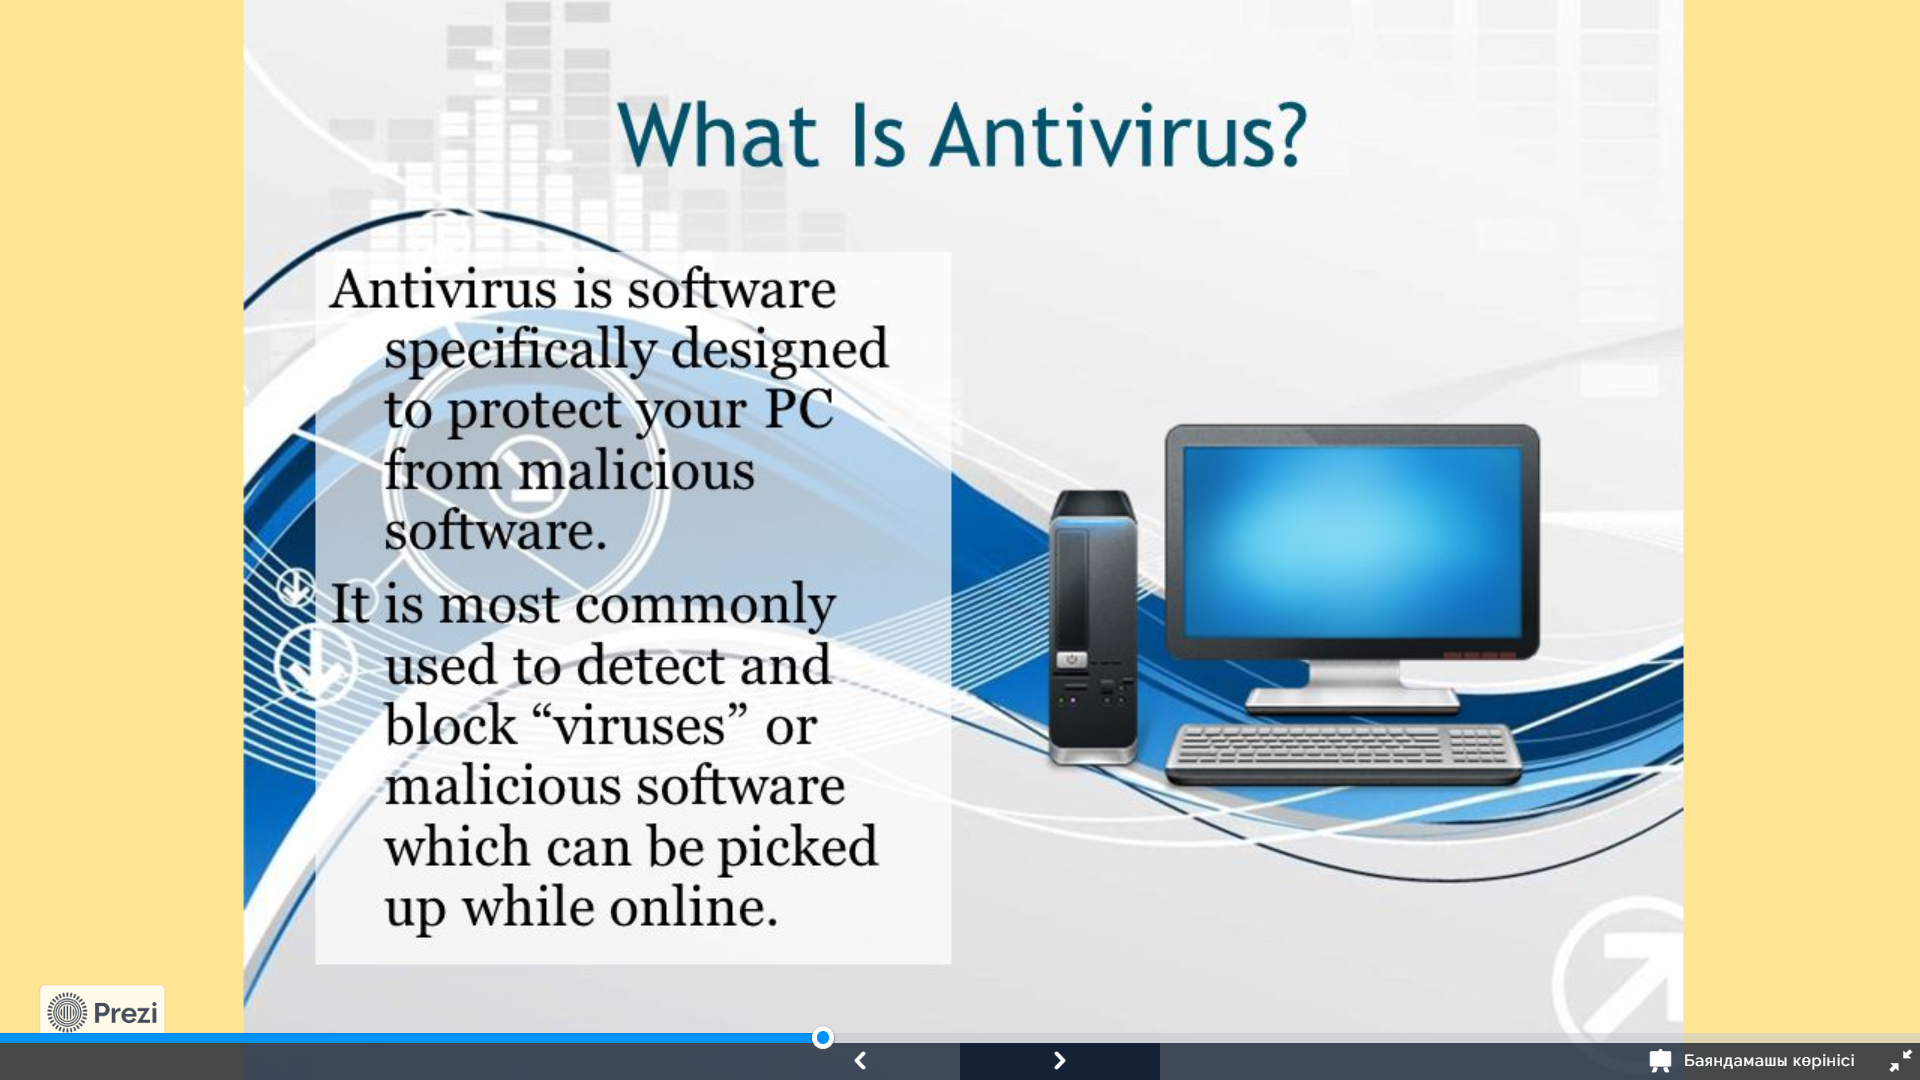 What Is Antivirus?
Antivirus is software
specifically designed
to protect your PC
from malicious
software.
It is most commonly
used to detect and
block “viruses” or
malicious software
which can be picked
up while online.
Prezi
Баяндамашы көрінісі